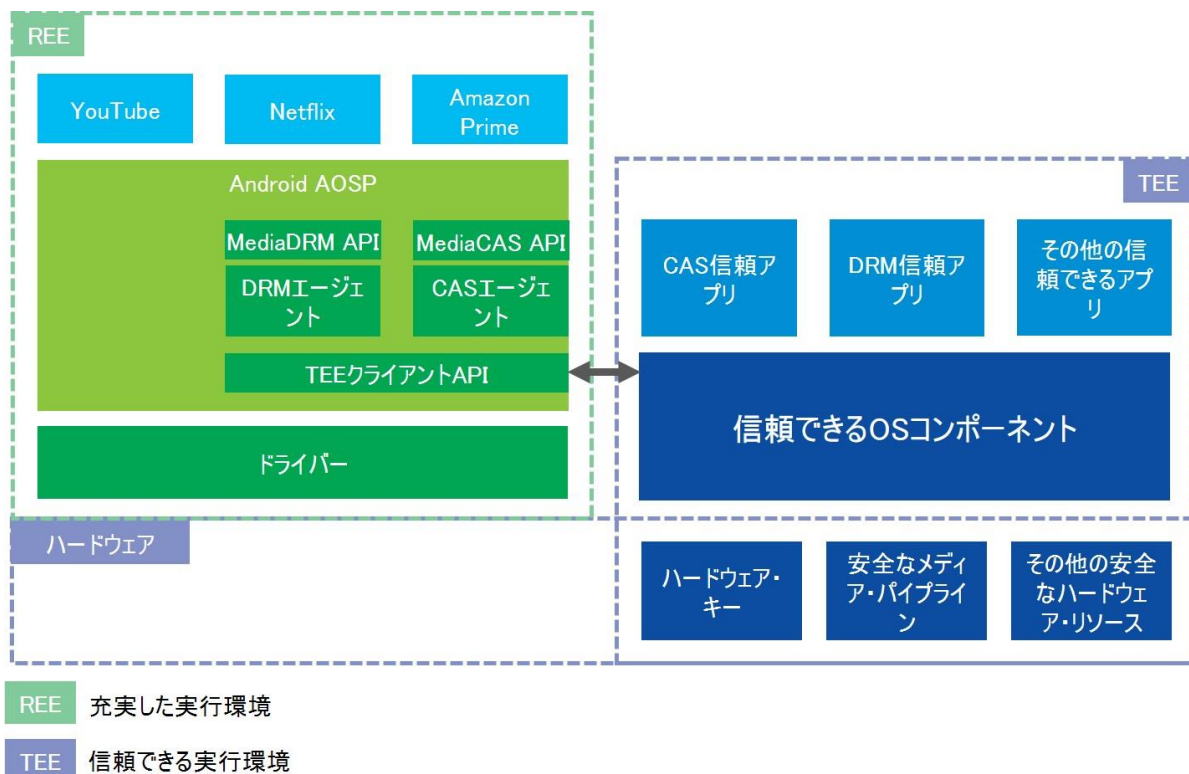 REE
YouTube
Netflix
Amazon
Prime
Android AOSP
MediaDRM API
MediaCAS API
DRMエージェ
ント
CASエージェ
ント
TEEクライアントAPI
ドライバー
TEE
CAS信頼ア
プリ
DRM信頼ア
プリ
その他の信
頼できるアプ
リ
信頼できるOSコンポーネント
ハードウェア
ハードウェア・
キー
安全なメディ
ア・パイプライ
ン
その他の安全
なハードウェ
ア・リソース
REE 充実した実行環境
TEE 信頼できる実行環境